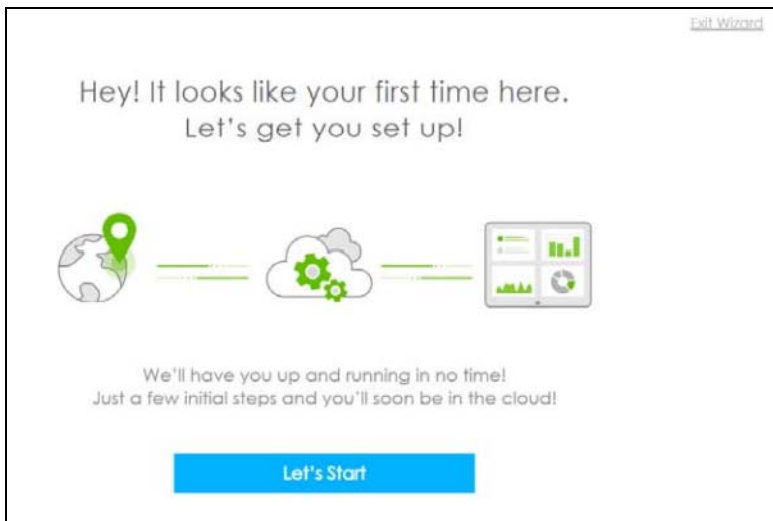 Exit Wizard
Hey! It looks like your first time here.
Let's get you set up!
We'll have you up and running in no time!
Just a few initial steps and you'll soon be in the cloud!
Let's Start